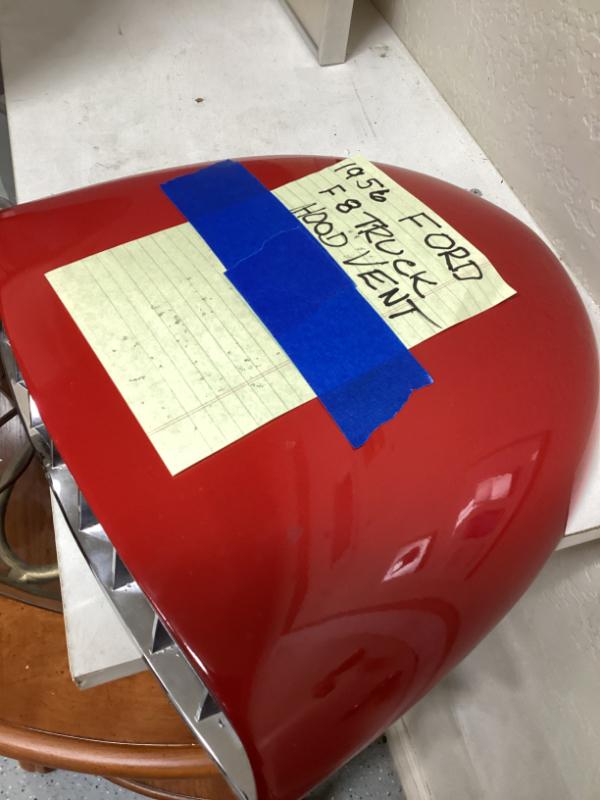 1956 FORD
F8 TRUCK
HOOD VENT